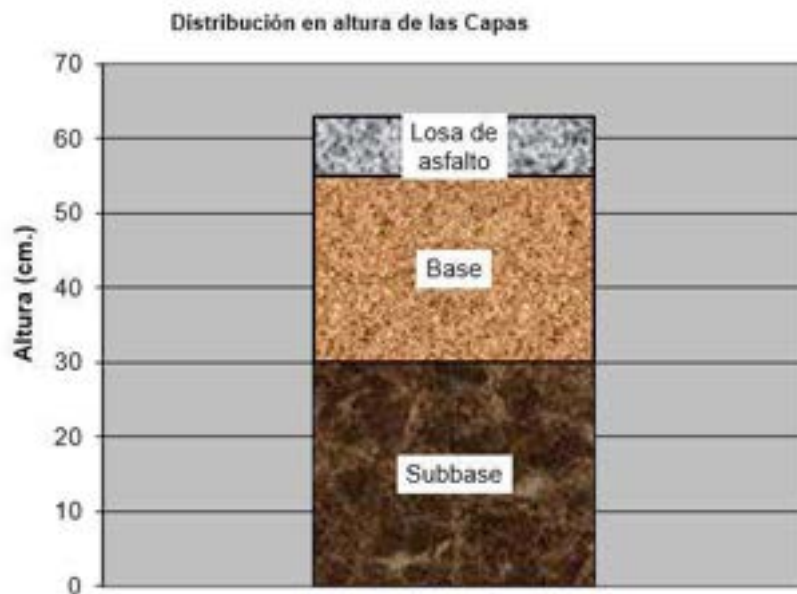 Distribución en altura de las Capas
70
60
50
40
30
20
10
0
Altura (cm.)
Losa de
asfalto
Base
Subbase